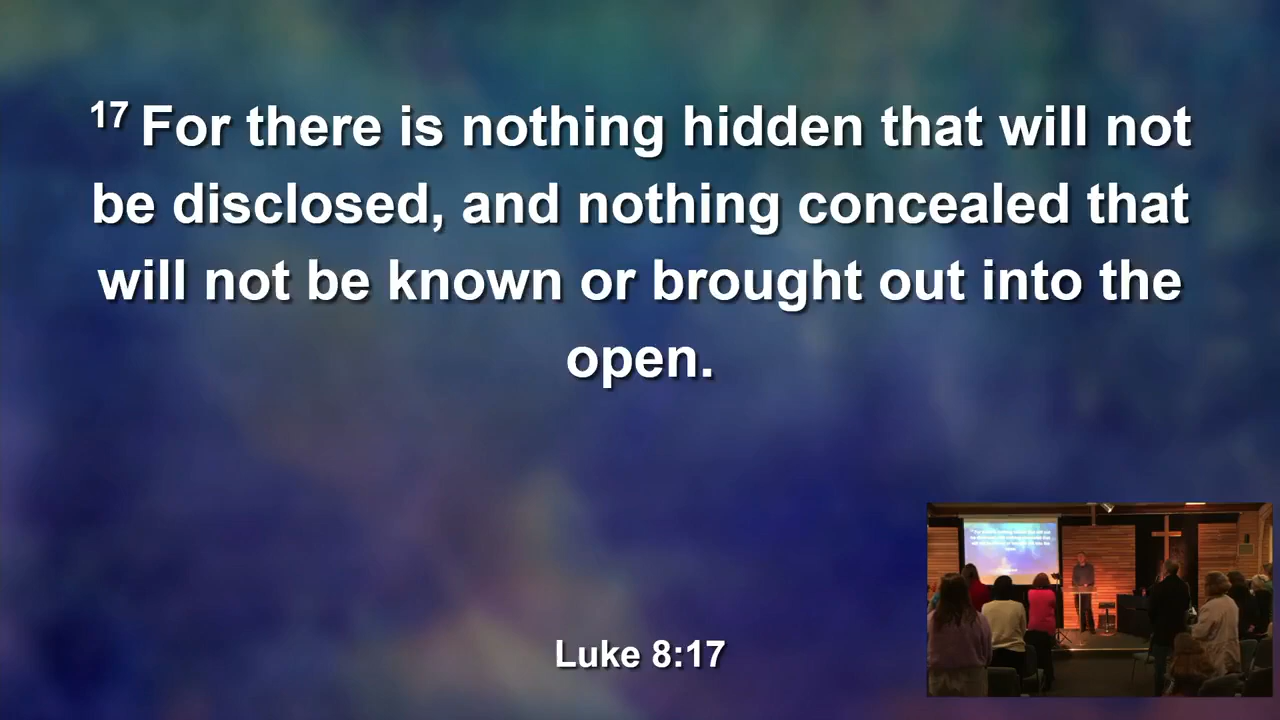 17 For there is nothing hidden that will not
be disclosed, and nothing concealed that
will not be known or brought out into the
open.
Luke 8:17